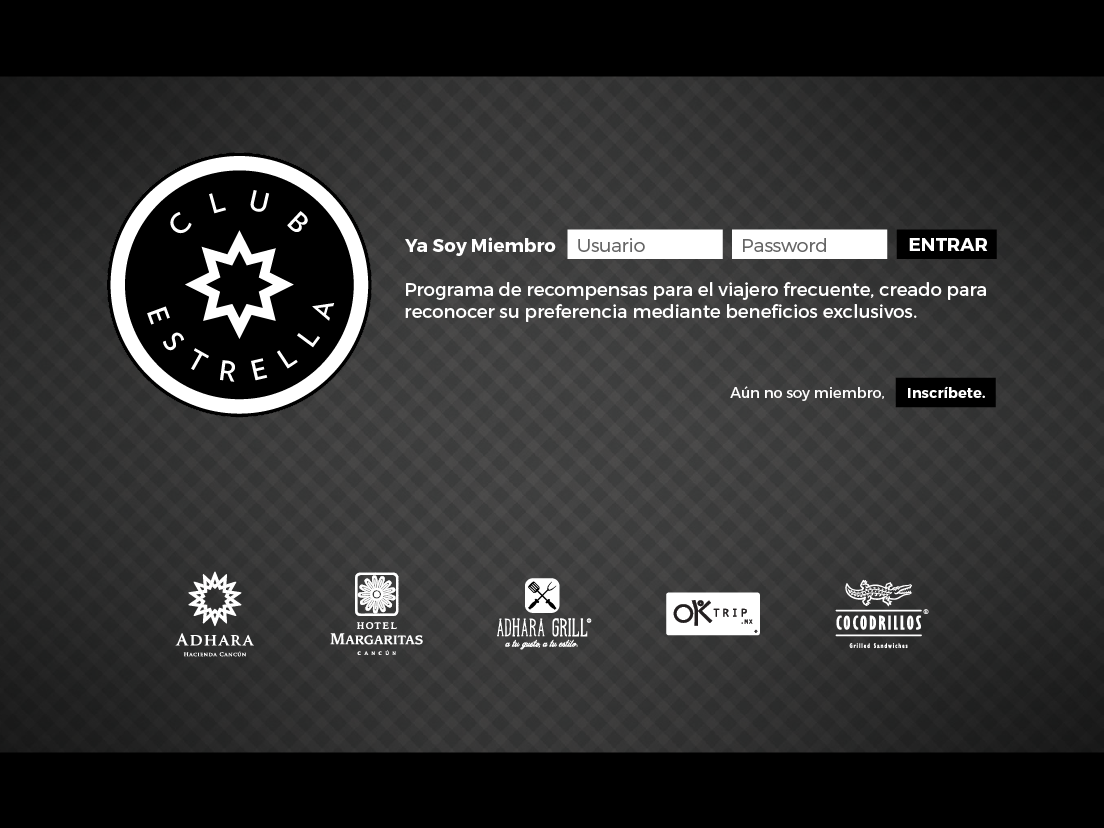 CLUB
ESTRELLA
Ya Soy Miembro Usuario Password ENTRAR
Programa de recompensas para el viajero frecuente, creado para
reconocer su preferencia mediante beneficios exclusivos.
Aún no soy miembro, Inscríbete.
ADHARA
HACIENDA CANCÚN
HOTEL
MARGARITAS
CANCÚN
ADHARA GRILL®
a tu gusto, a tu estilo.
OK TRIP
.MX
COCODRILLOS®
Grilled Sandwiches